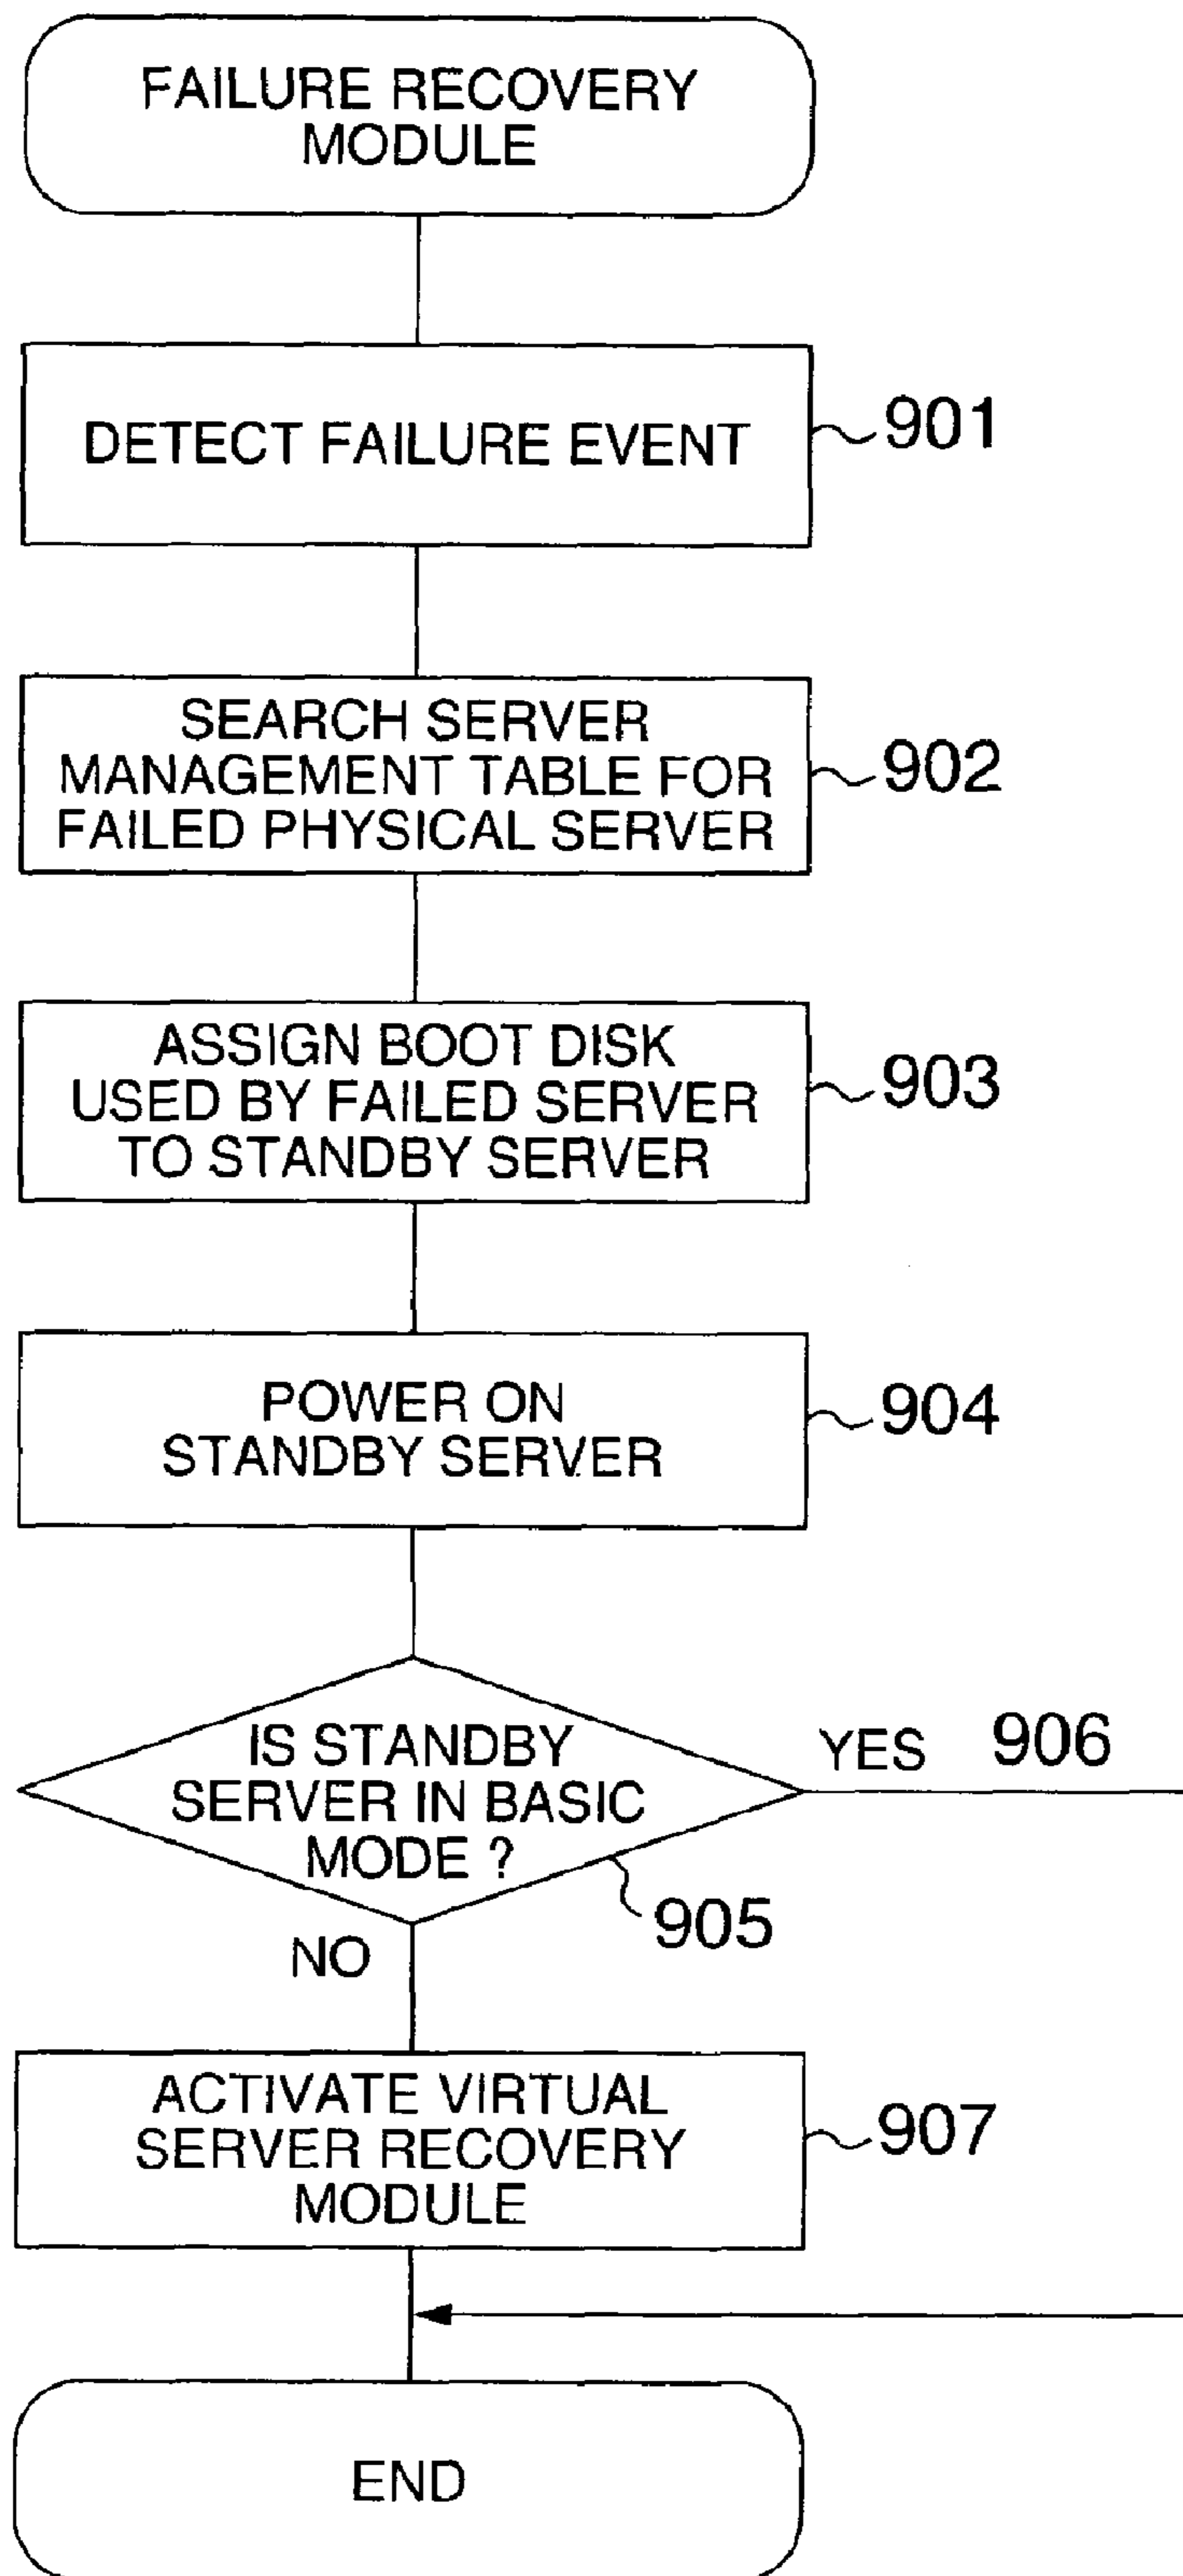 FAILURE RECOVERY
MODULE
DETECT FAILURE EVENT
901
SEARCH SERVER
MANAGEMENT TABLE FOR
FAILED PHYSICAL SERVER
902
ASSIGN BOOT DISK
USED BY FAILED SERVER
TO STANDBY SERVER
903
POWER ON
STANDBY SERVER
904
IS STANDBY
SERVER IN BASIC
MODE ?
YES
906
905
NO
ACTIVATE VIRTUAL
SERVER RECOVERY
MODULE
907
END